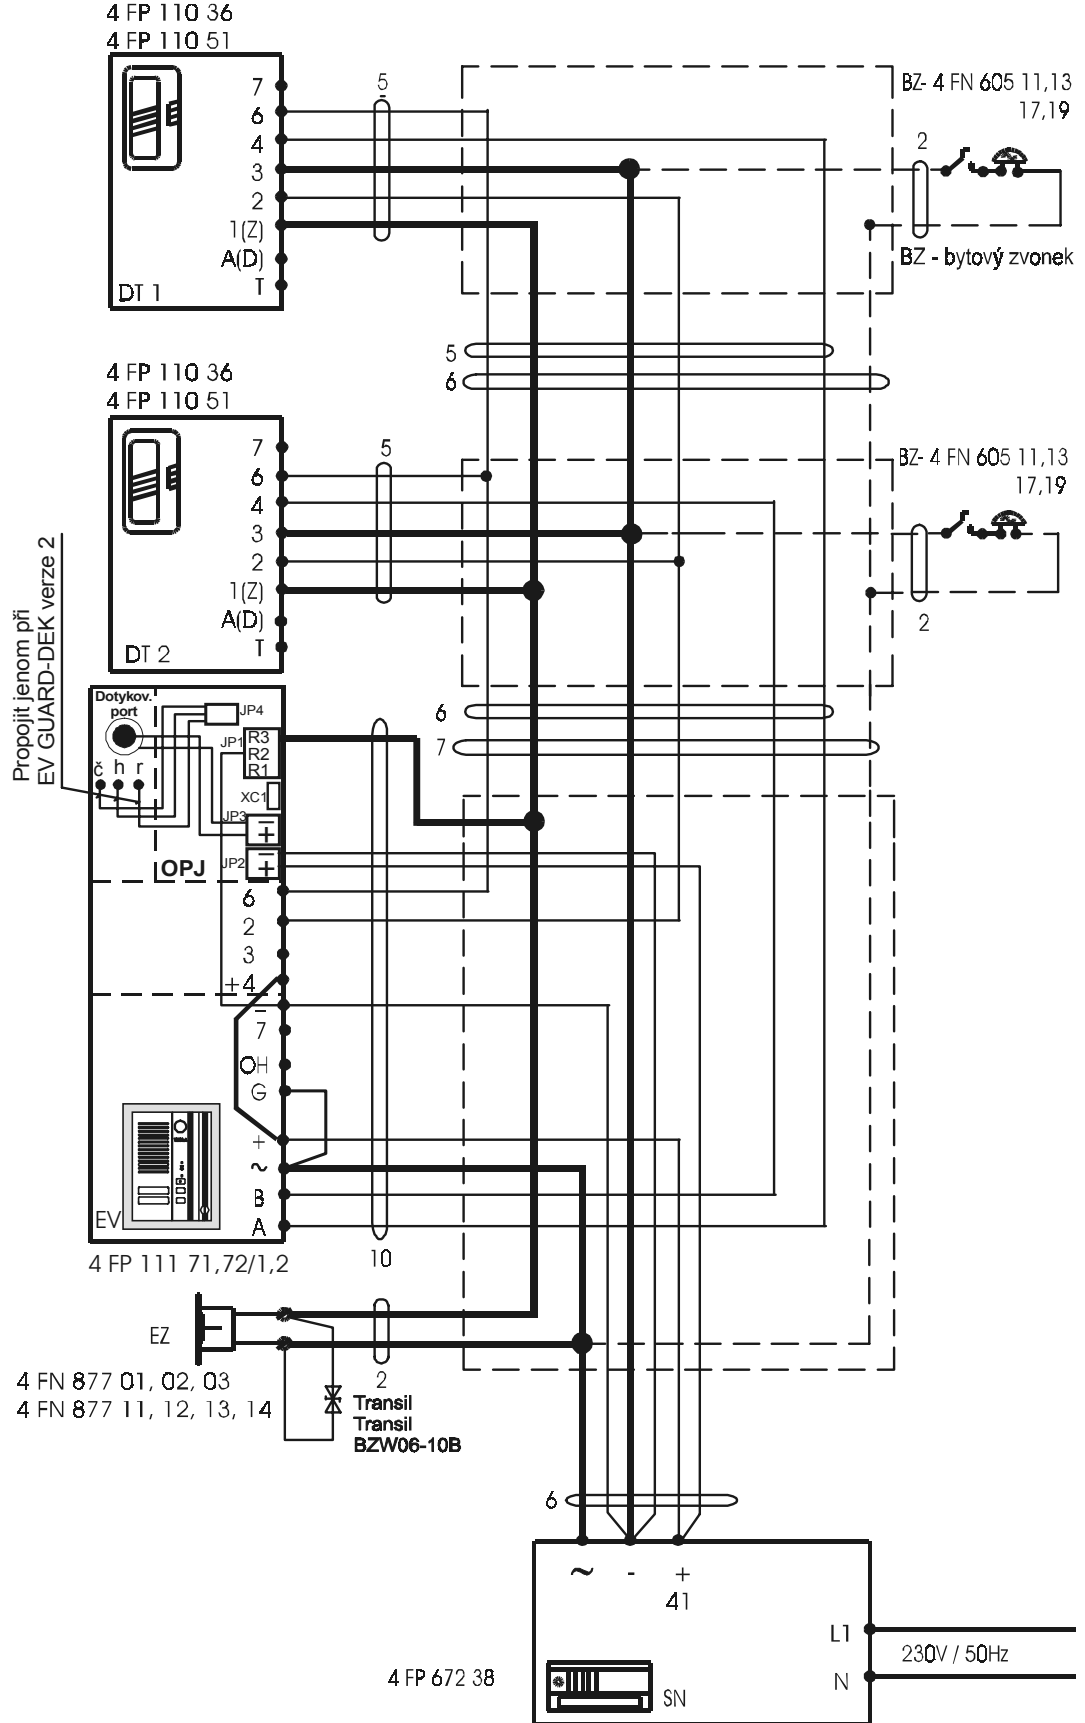 4 FP 110 36
4 FP 110 51
7
6
4
3
2
1(Z)
A(D)
T
DT 1
5
BZ- 4 FN 605 11,13
17,19
2
BZ - bytový zvonek
5
6
4 FP 110 36
4 FP 110 51
7
6
4
3
2
1(Z)
A(D)
T
DT 2
5
BZ- 4 FN 605 11,13
17,19
2
6
7
Propojit jenom při
EV GUARD-DEK verze 2
Dotykov.
port
č h r
JP4
JP1
R3
R2
R1
XC1
JP3
− +
JP2
− +
OPJ
6
2
3
+4
−
7
OH
G
+
~
B
A
EV
10
4 FP 111 71,72/1,2
EZ
2
4 FN 877 01, 02, 03
4 FN 877 11, 12, 13, 14
Transil
Transil
BZW06-10B
6
~ - +
41
L1
230V / 50Hz
N
4 FP 672 38
SN